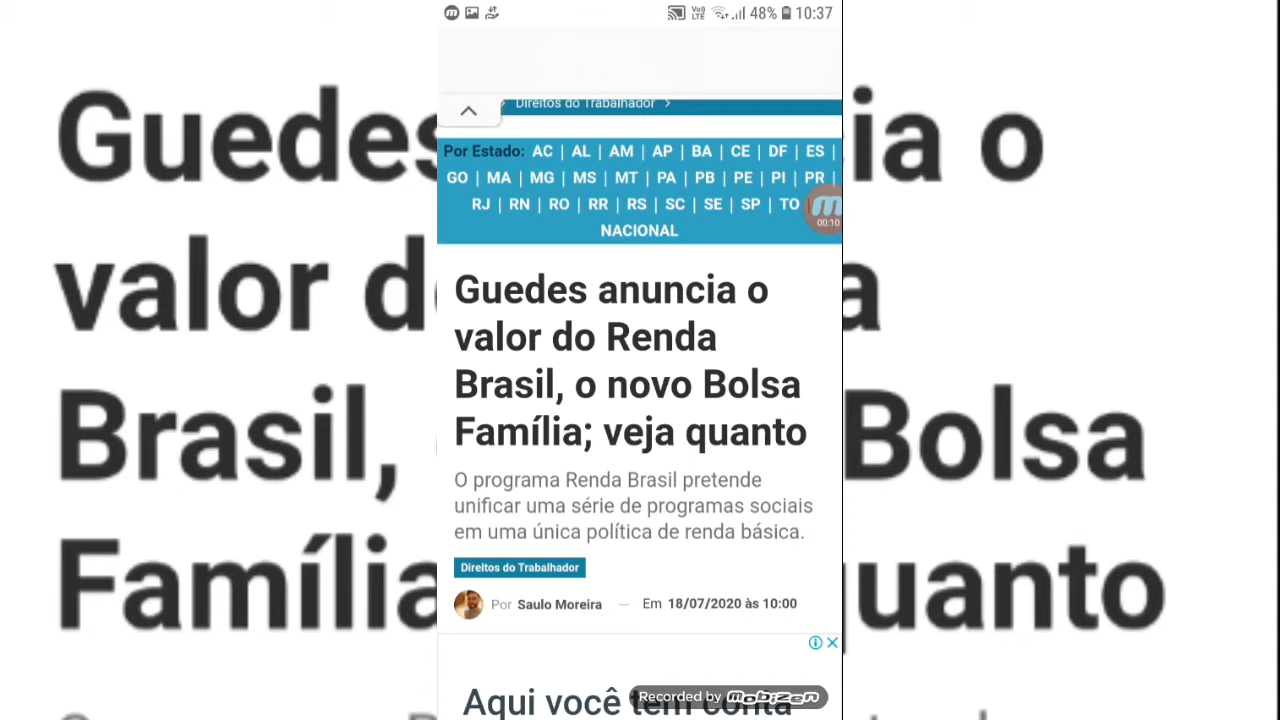 48% 10:37
Direitos do Trabalhador
Por Estado: AC | AL | AM | AP | BA | CE | DF | ES |
GO | MA | MG | MS | MT | PA | PB | PE | PI | PR |
RJ | RN | RO | RR | RS | SC | SE | SP | TO
00:10
NACIONAL
Guedes anuncia o
valor do Renda
Brasil, o novo Bolsa
Família; veja quanto
O programa Renda Brasil pretende
unificar uma série de programas sociais
em uma única política de renda básica.
Direitos do Trabalhador
Por Saulo Moreira — Em 18/07/2020 às 10:00
Aqui você tem conta
Recorded by mobizen